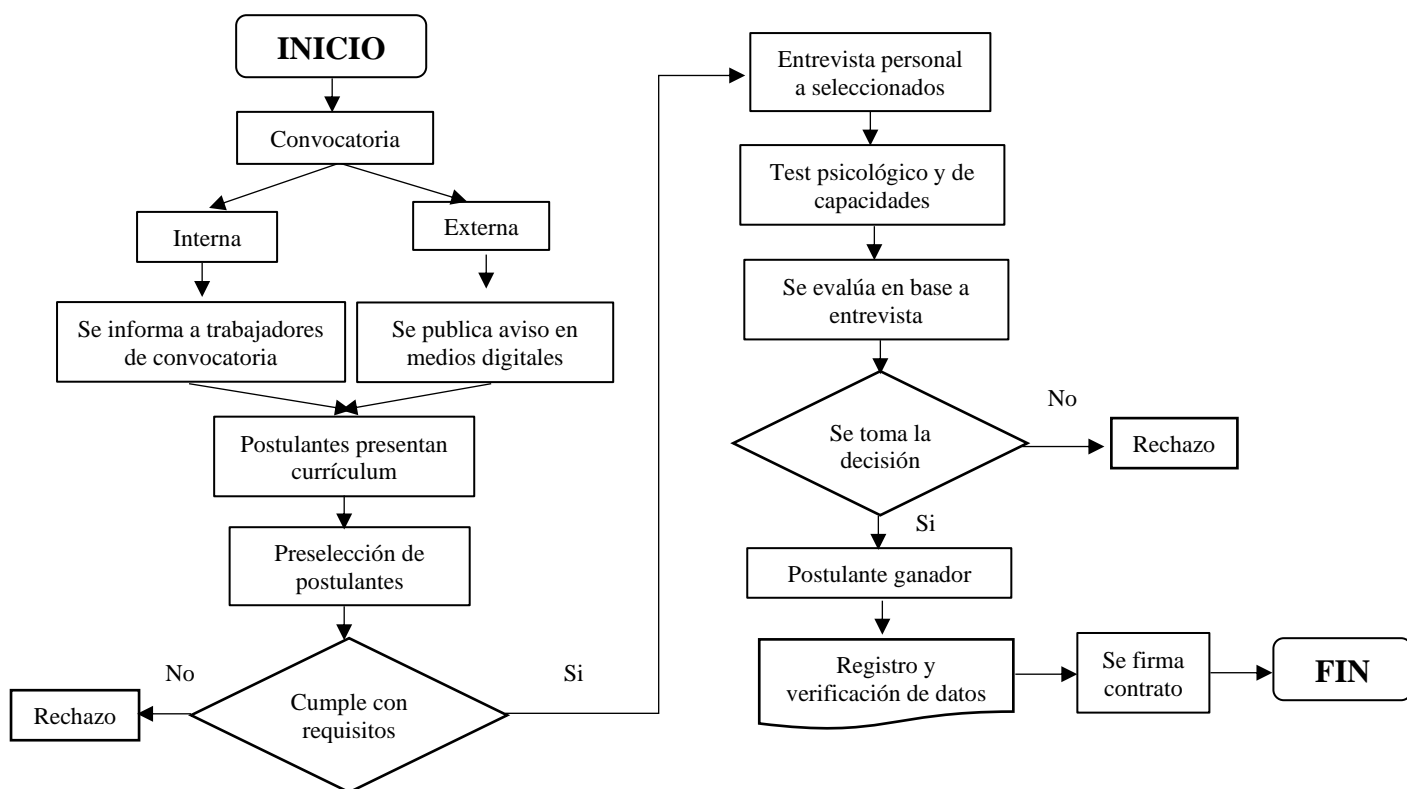 INICIO
Convocatoria
Interna
Externa
Se informa a trabajadores
de convocatoria
Se publica aviso en
medios digitales
Postulantes presentan
currículum
Preselección de
postulantes
Cumple con
requisitos
No
Rechazo
Si
Entrevista personal
a seleccionados
Test psicológico y de
capacidades
Se evalúa en base a
entrevista
Se toma la
decisión
No
Rechazo
Si
Postulante ganador
Registro y
verificación de datos
Se firma
contrato
FIN